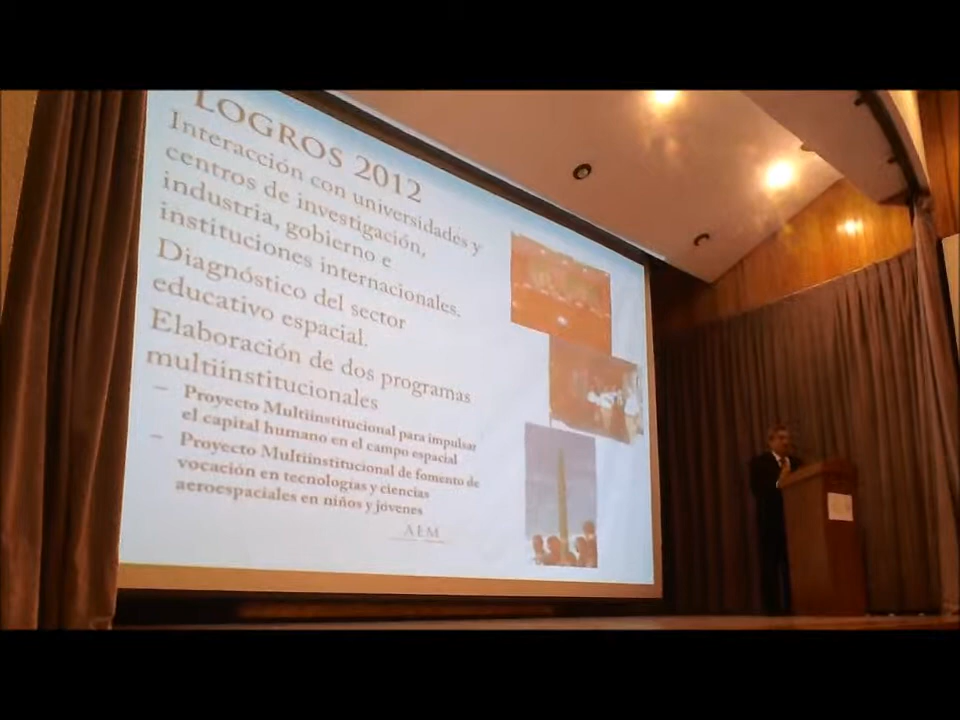 LOGROS 2012
Interacción con universidades y
centros de investigación,
industria, gobierno e
instituciones internacionales.
Diagnóstico del sector
educativo espacial.
Elaboración de dos programas
multiinstitucionales
– Proyecto Multiinstitucional para impulsar
el capital humano en el campo espacial
– Proyecto Multiinstitucional de fomento de
vocación en tecnologías y ciencias
aeroespaciales en niños y jóvenes
AEM